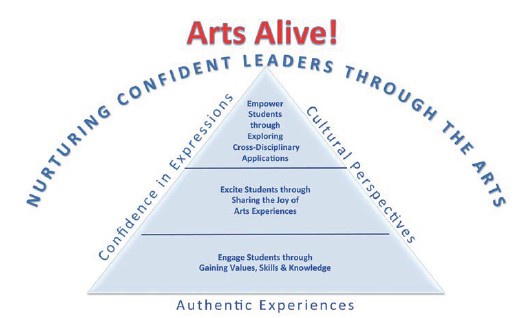 Arts Alive!
NURTURING CONFIDENT LEADERS THROUGH THE ARTS
Confidence in Expressions
Cultural Perspectives
Empower
Students
through
Exploring
Cross-Disciplinary
Applications
Excite Students through
Sharing the Joy of
Arts Experiences
Engage Students through
Gaining Values, Skills & Knowledge
Authentic Experiences